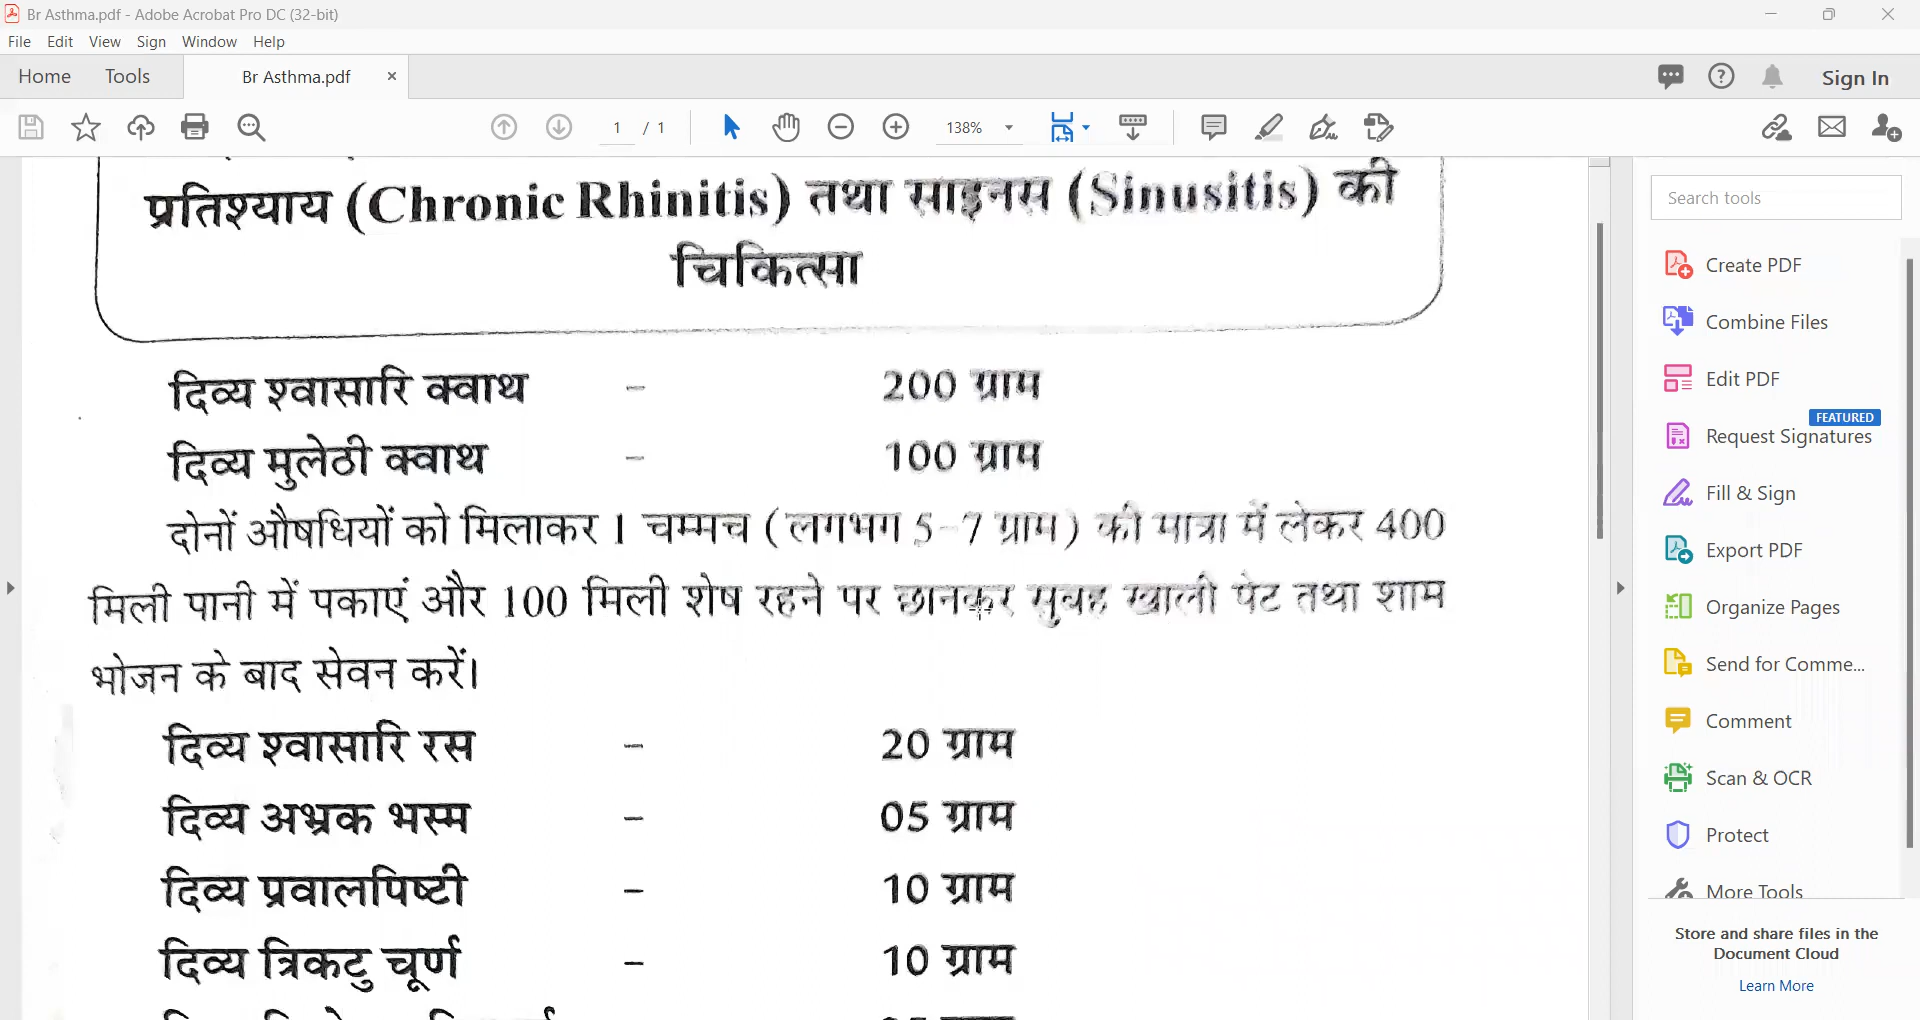 Br Asthma.pdf - Adobe Acrobat Pro DC (32-bit)
File Edit View Sign Window Help
Home Tools Br Asthma.pdf × Sign In
1 / 1 138%
प्रतिश्याय (Chronic Rhinitis) तथा साइनस (Sinusitis) की
चिकित्सा
दिव्य श्वासारि क्वाथ – 200 ग्राम
दिव्य मुलेठी क्वाथ – 100 ग्राम
दोनों औषधियों को मिलाकर 1 चम्मच (लगभग 5-7 ग्राम) की मात्रा में लेकर 400
मिली पानी में पकाएं और 100 मिली शेष रहने पर छानकर सुबह खाली पेट तथा शाम
भोजन के बाद सेवन करें।
दिव्य श्वासारि रस – 20 ग्राम
दिव्य अभ्रक भस्म – 05 ग्राम
दिव्य प्रवालपिष्टी – 10 ग्राम
दिव्य त्रिकटु चूर्ण – 10 ग्राम
Search tools
Create PDF
Combine Files
Edit PDF
FEATURED
Request Signatures
Fill & Sign
Export PDF
Organize Pages
Send for Comme...
Comment
Scan & OCR
Protect
More Tools
Store and share files in the
Document Cloud
Learn More